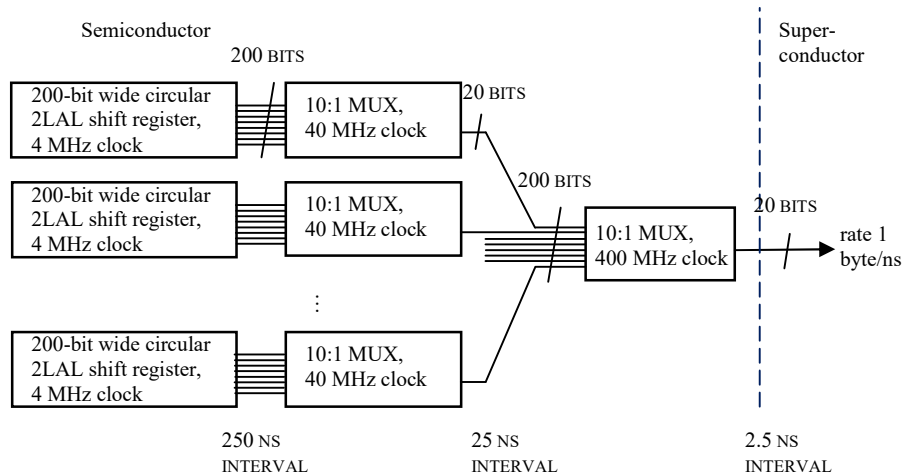 Semiconductor
Super-
conductor
200 BITS
200-bit wide circular
2LAL shift register,
4 MHz clock
10:1 MUX,
40 MHz clock
20 BITS
200-bit wide circular
2LAL shift register,
4 MHz clock
10:1 MUX,
40 MHz clock
200 BITS
10:1 MUX,
400 MHz clock
20 BITS
rate 1
byte/ns
⋮
200-bit wide circular
2LAL shift register,
4 MHz clock
10:1 MUX,
40 MHz clock
250 NS
INTERVAL
25 NS
INTERVAL
2.5 NS
INTERVAL